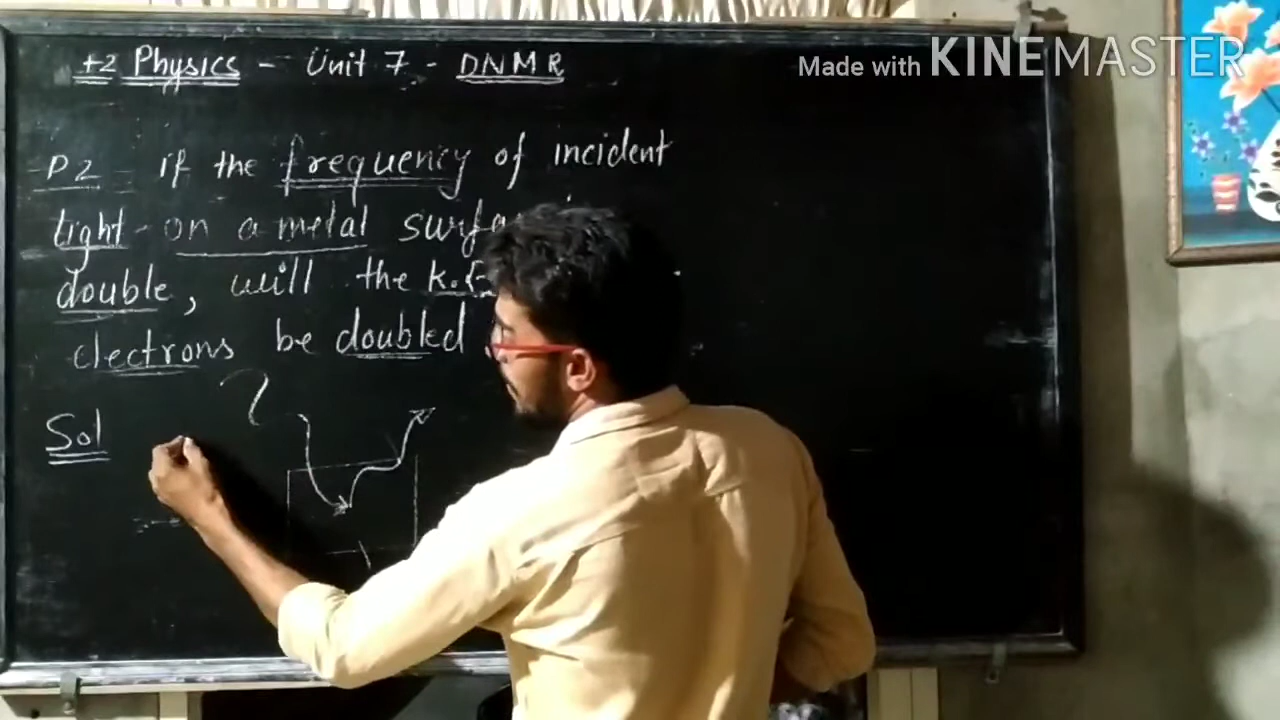 +2 Physics - Unit 7 - DNMR
Made with KINEMASTER
P2 if the frequency of incident
light on a metal
double, will the K.E
electrons be doubled
Sol